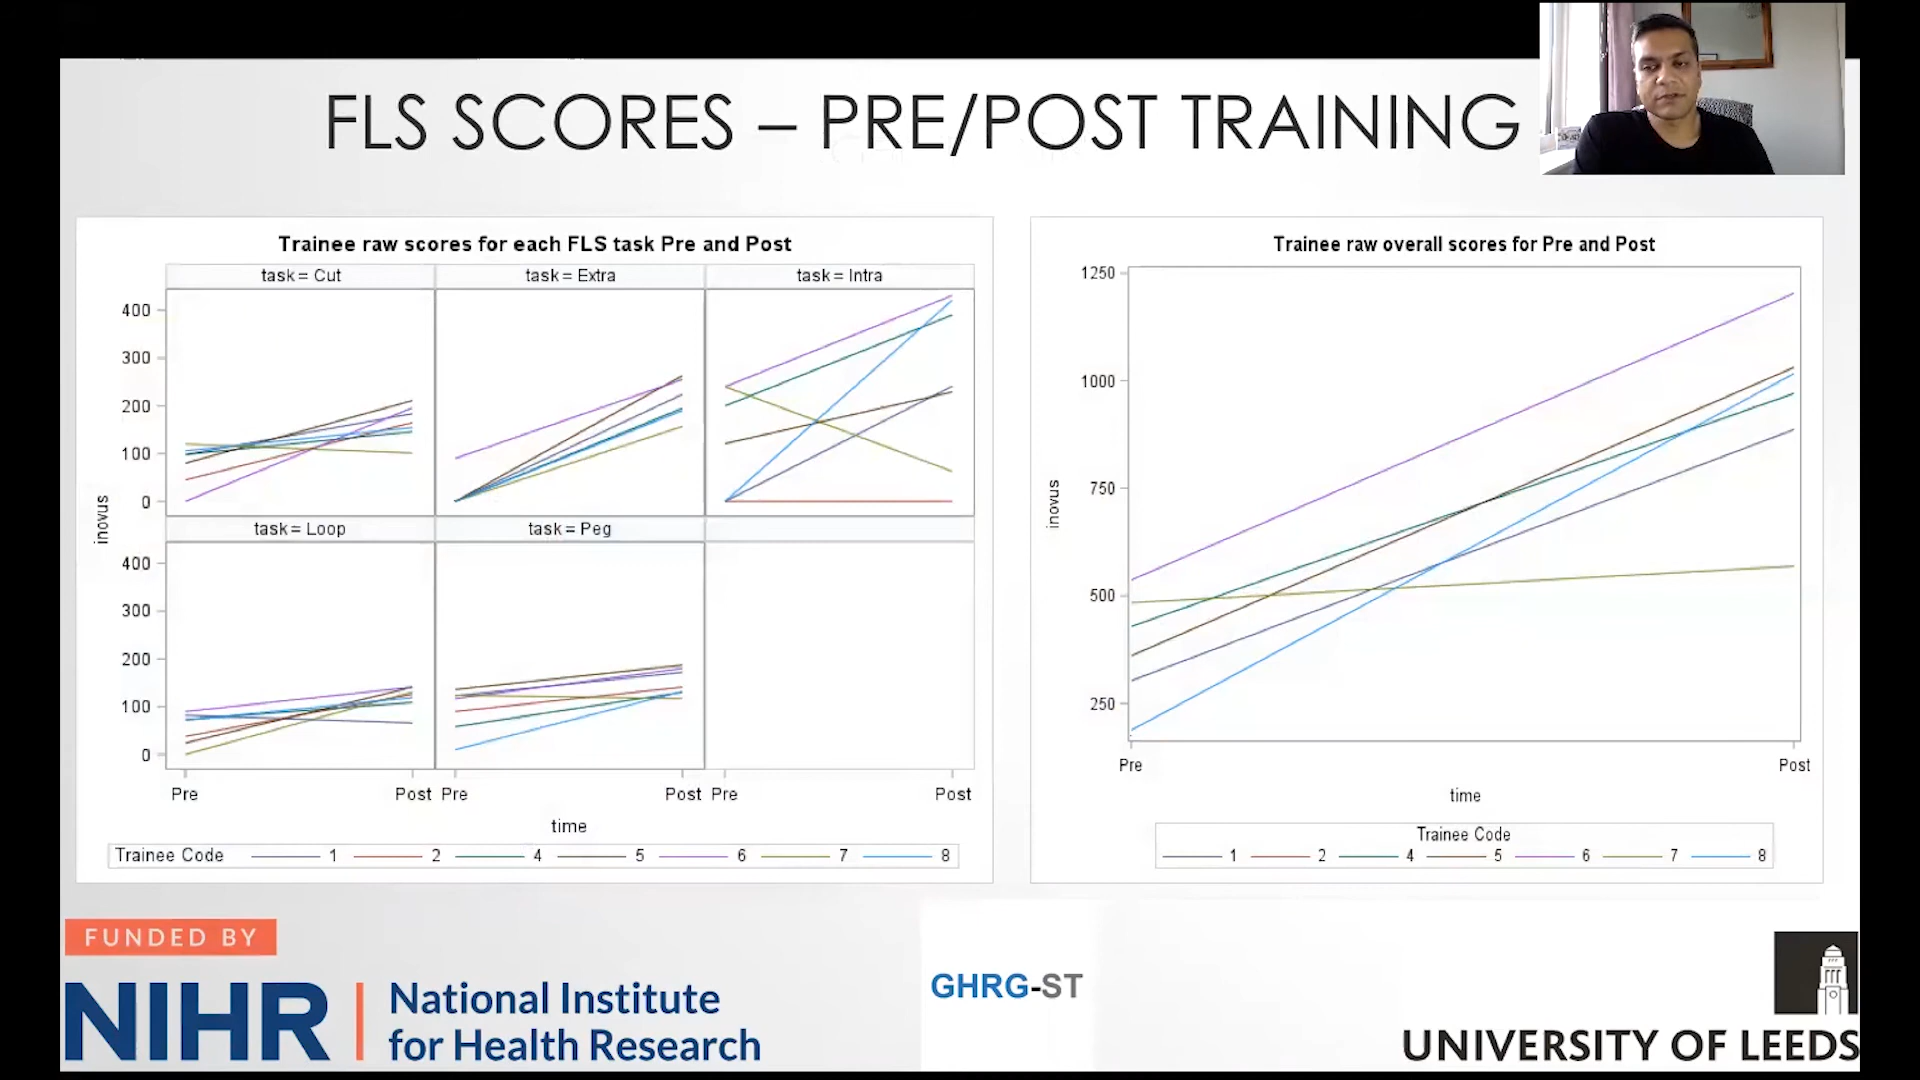 FLS SCORES – PRE/POST TRAINING
Trainee raw scores for each FLS task Pre and Post
task = Cut
task = Extra
task = Intra
400
300
200
100
0
inovus
task = Loop
task = Peg
400
300
200
100
0
Pre
Post
Pre
Post
Pre
Post
time
Trainee Code 1 2 4 5 6 7 8
Trainee raw overall scores for Pre and Post
1250
1000
750
500
250
inovus
Pre
Post
time
Trainee Code
1 2 4 5 6 7 8
FUNDED BY
NIHR
National Institute
for Health Research
GHRG-ST
UNIVERSITY OF LEEDS